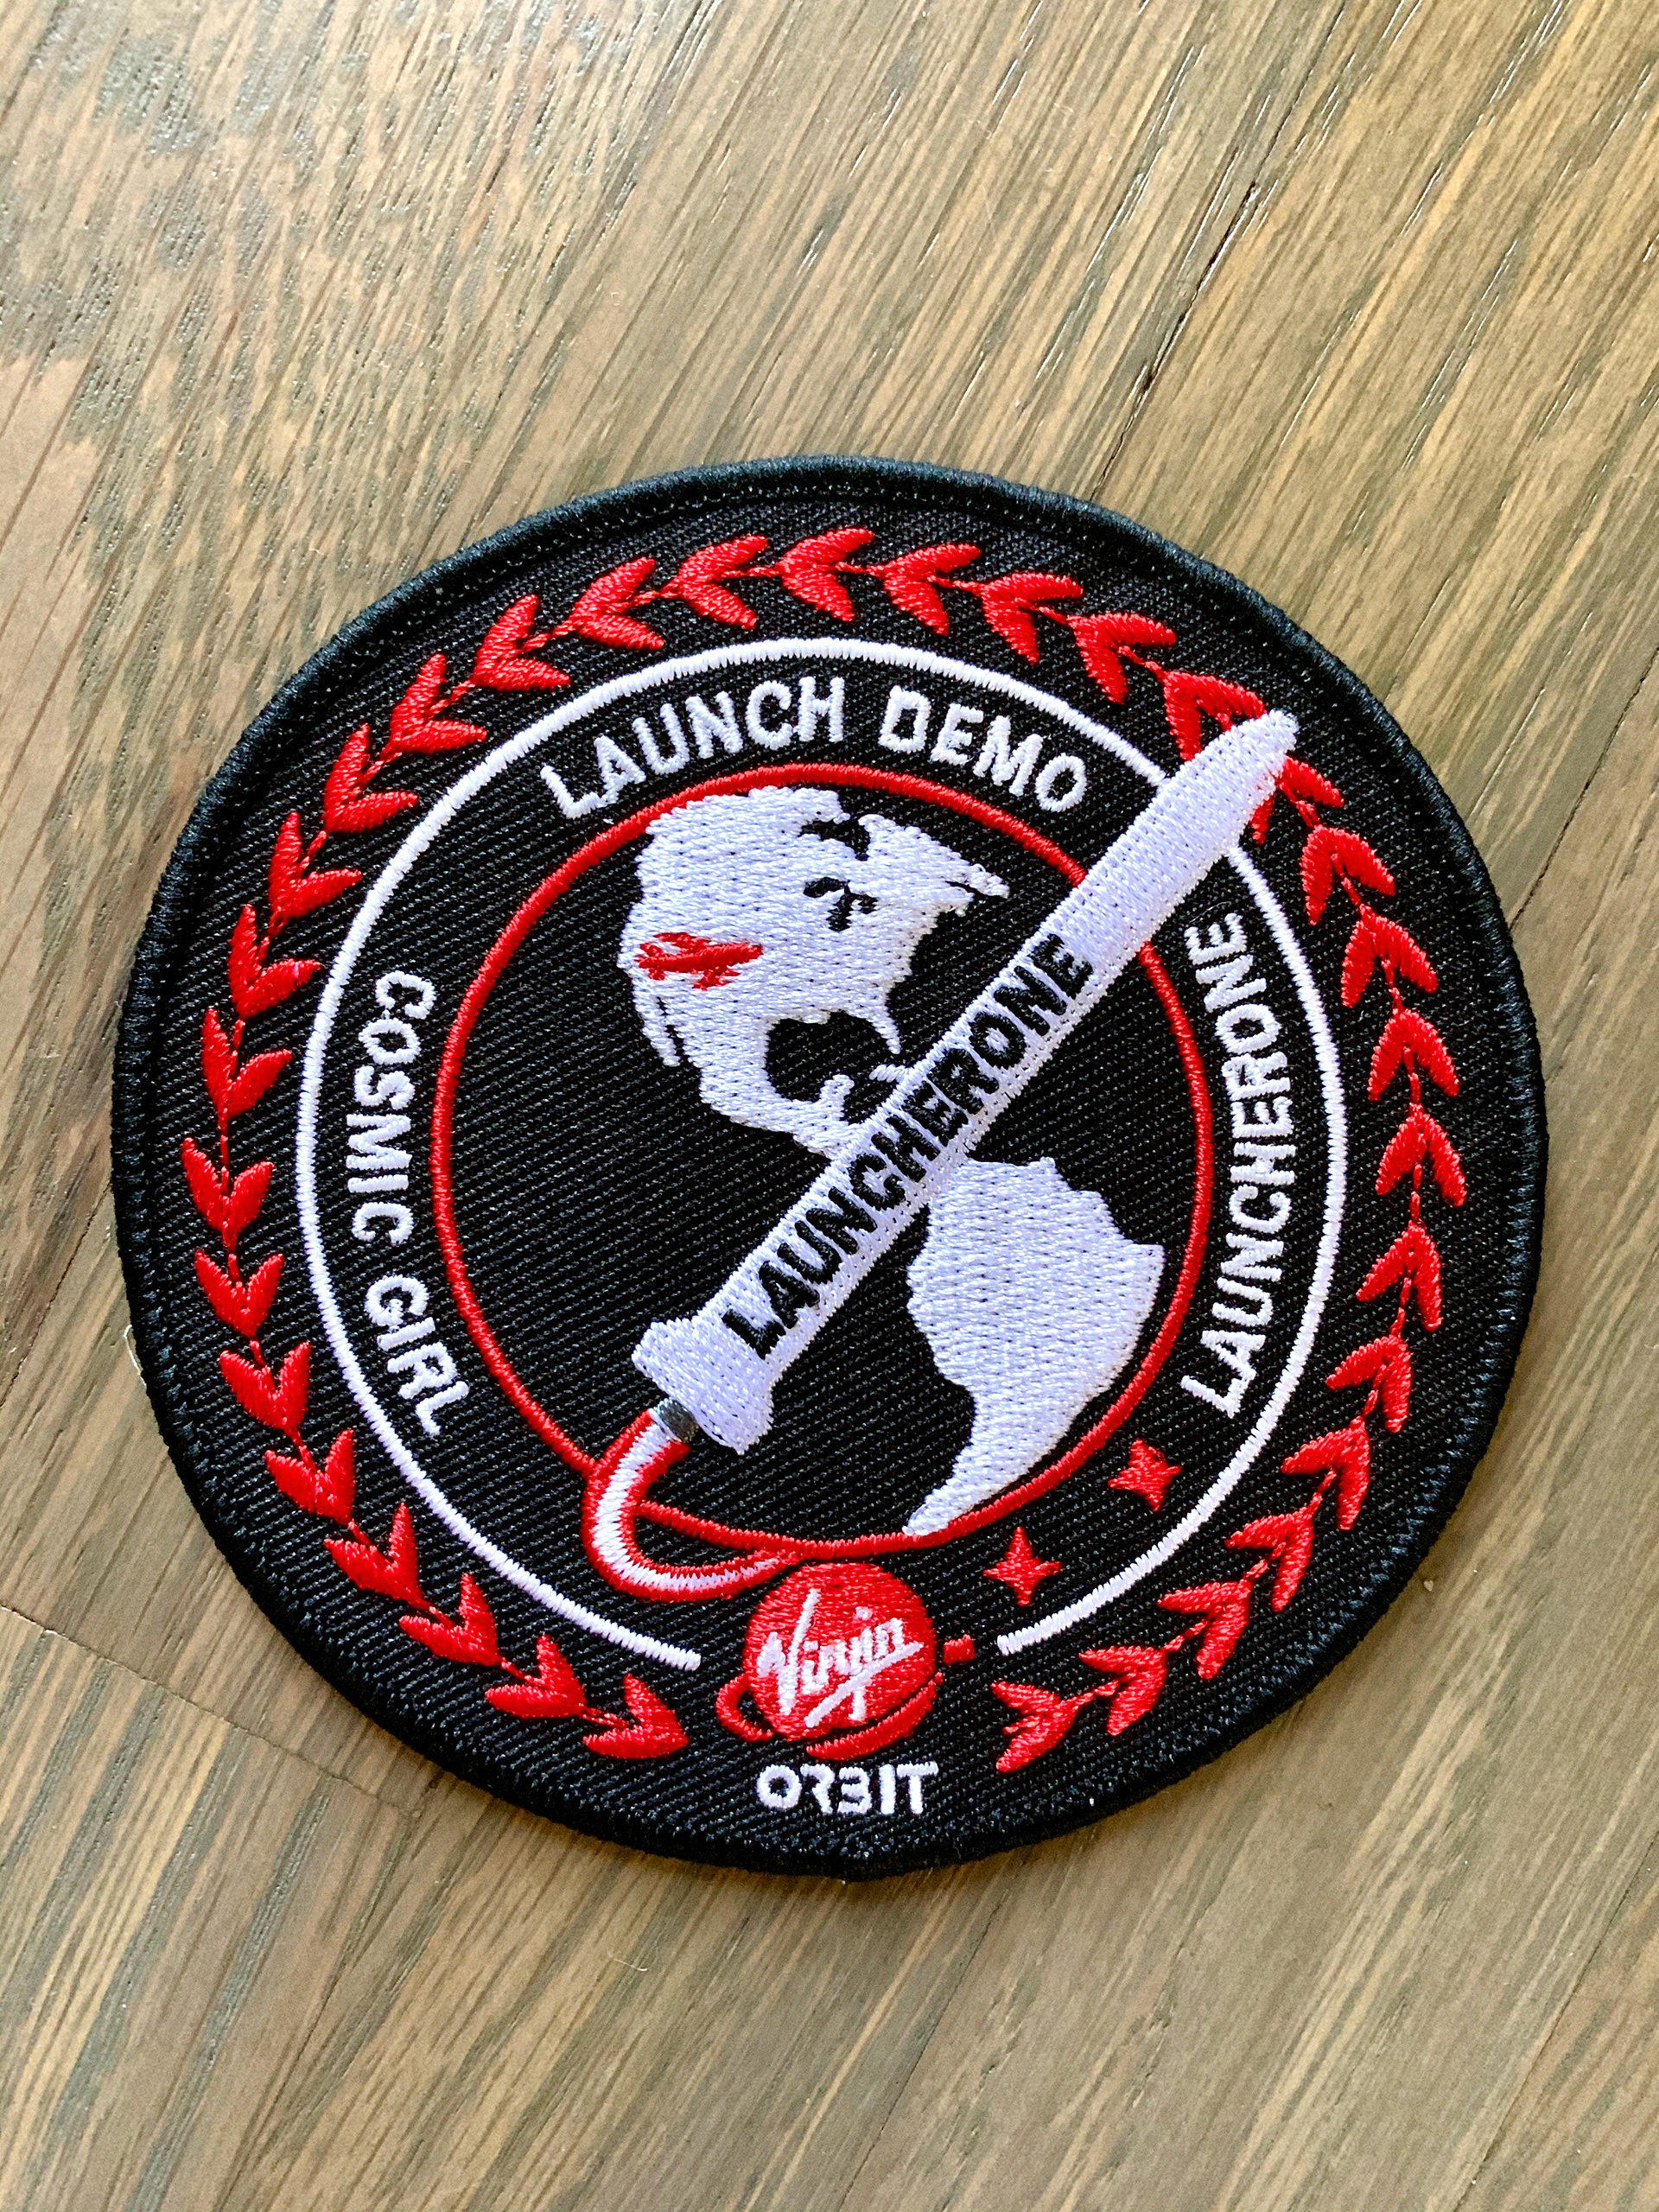 LAUNCH DEMO
COSMIC GIRL
LAUNCHERONE
LAUNCHERONE
Virgin
ORBIT